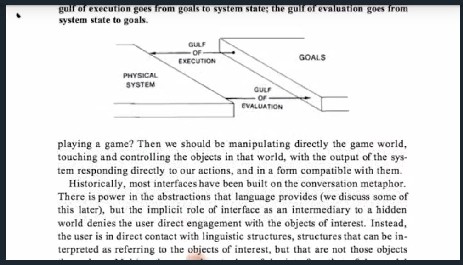 gulf of execution goes from goals to system state; the gulf of evaluation goes from
system state to goals.
GULF
OF
EXECUTION
GOALS
PHYSICAL
SYSTEM
GULF
OF
EVALUATION
playing a game? Then we should be manipulating directly the game world,
touching and controlling the objects in that world, with the output of the sys-
tem responding directly to our actions, and in a form compatible with them.
Historically, most interfaces have been built on the conversation metaphor.
There is power in the abstractions that language provides (we discuss some of
this later), but the implicit role of interface as an intermediary to a hidden
world denies the user direct engagement with the objects of interest. Instead,
the user is in direct contact with linguistic structures, structures that can be in-
terpreted as referring to the objects of interest, but that are not those objects